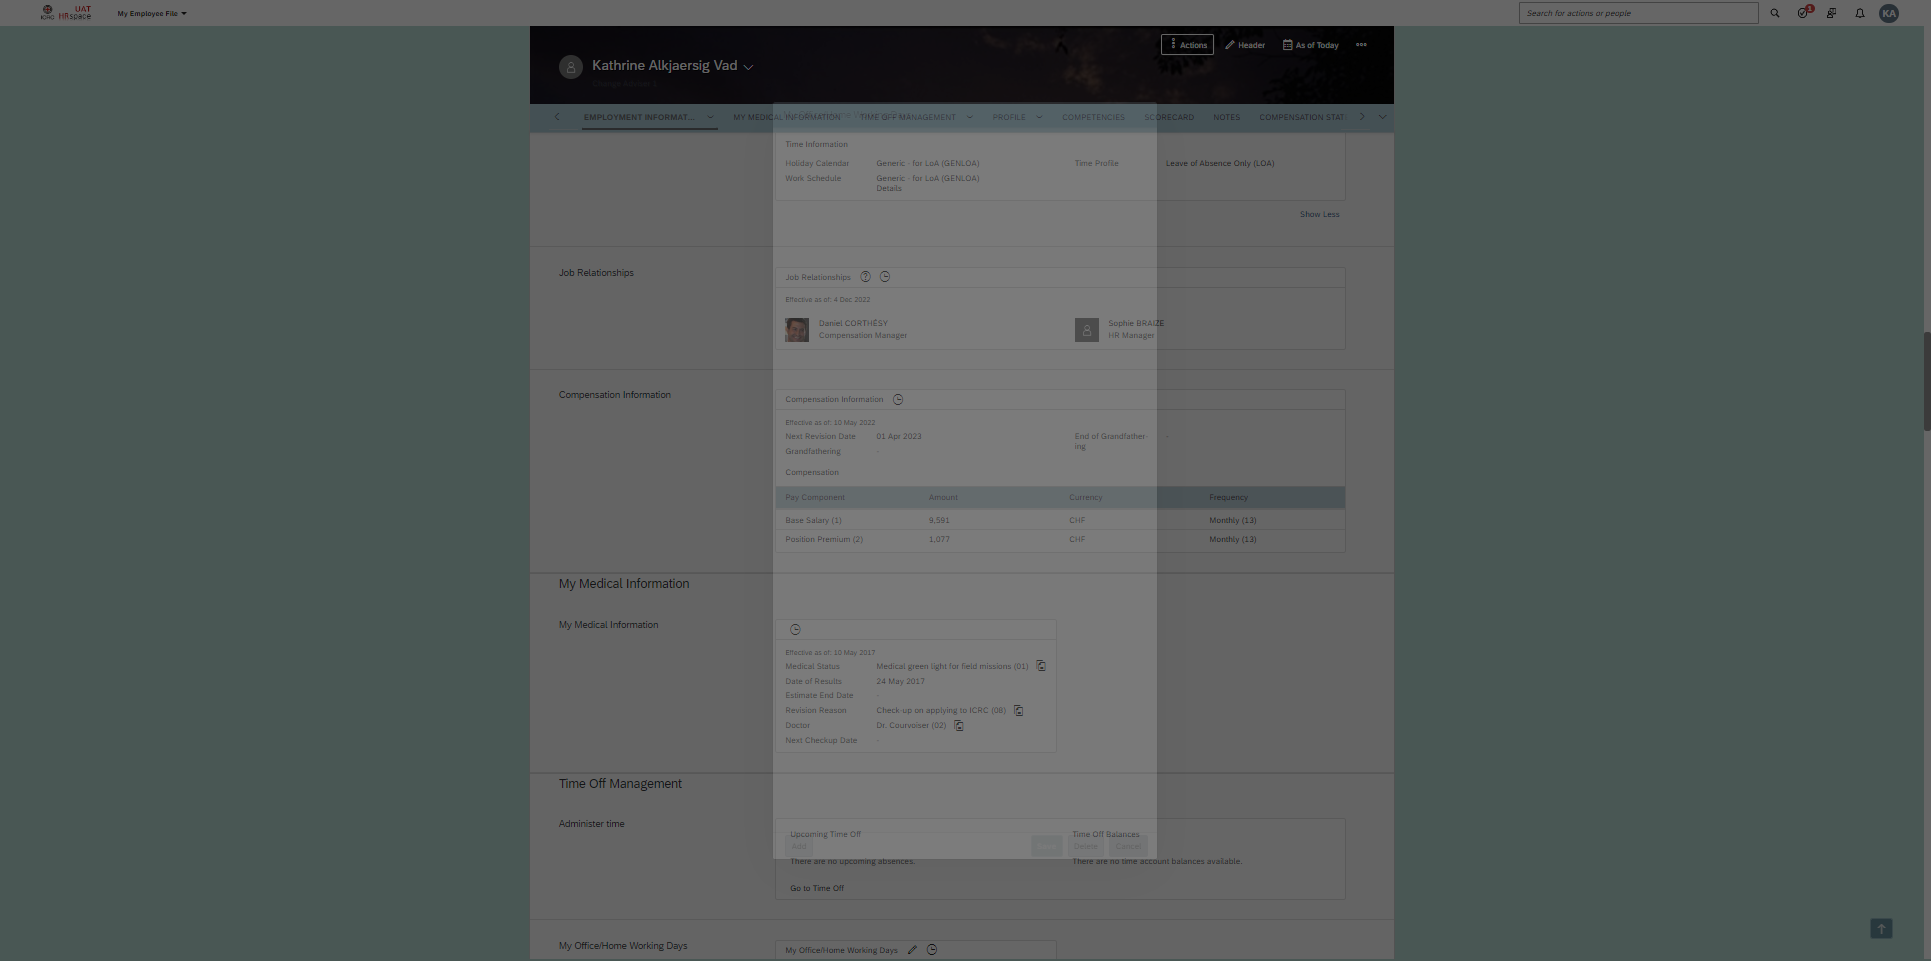 ICRC UAT HRspace My Employee File Search for actions or people 1 KA
Actions Header As of Today
Kathrine Alkjaersig Vad
EMPLOYMENT INFORMAT... MY MEDICAL INFORMATION TIME OFF MANAGEMENT PROFILE COMPETENCIES SCORECARD NOTES COMPENSATION STAT
Time Information
Holiday Calendar Generic - for LoA (GENLOA) Time Profile Leave of Absence Only (LOA)
Work Schedule Generic - for LoA (GENLOA)
Details
Show Less
Job Relationships
Job Relationships
Effective as of: 4 Dec 2022
Daniel CORTHÉSY Sophie BRAIZE
Compensation Manager HR Manager
Compensation Information
Compensation Information
Effective as of: 10 May 2022
Next Revision Date 01 Apr 2023 End of Grandfather-
ing -
Grandfathering -
Compensation
Pay Component Amount Currency Frequency
Base Salary (1) 9,591 CHF Monthly (13)
Position Premium (2) 1,077 CHF Monthly (13)
My Medical Information
My Medical Information
Effective as of: 10 May 2017
Medical Status Medical green light for field missions (01)
Date of Results 24 May 2017
Estimate End Date -
Revision Reason Check-up on applying to ICRC (08)
Doctor Dr. Courvoiser (02)
Next Checkup Date -
Time Off Management
Administer time
Upcoming Time Off Time Off Balances
Add Delete Cancel
There are no upcoming absences. There are no time account balances available.
Go to Time Off
My Office/Home Working Days
My Office/Home Working Days